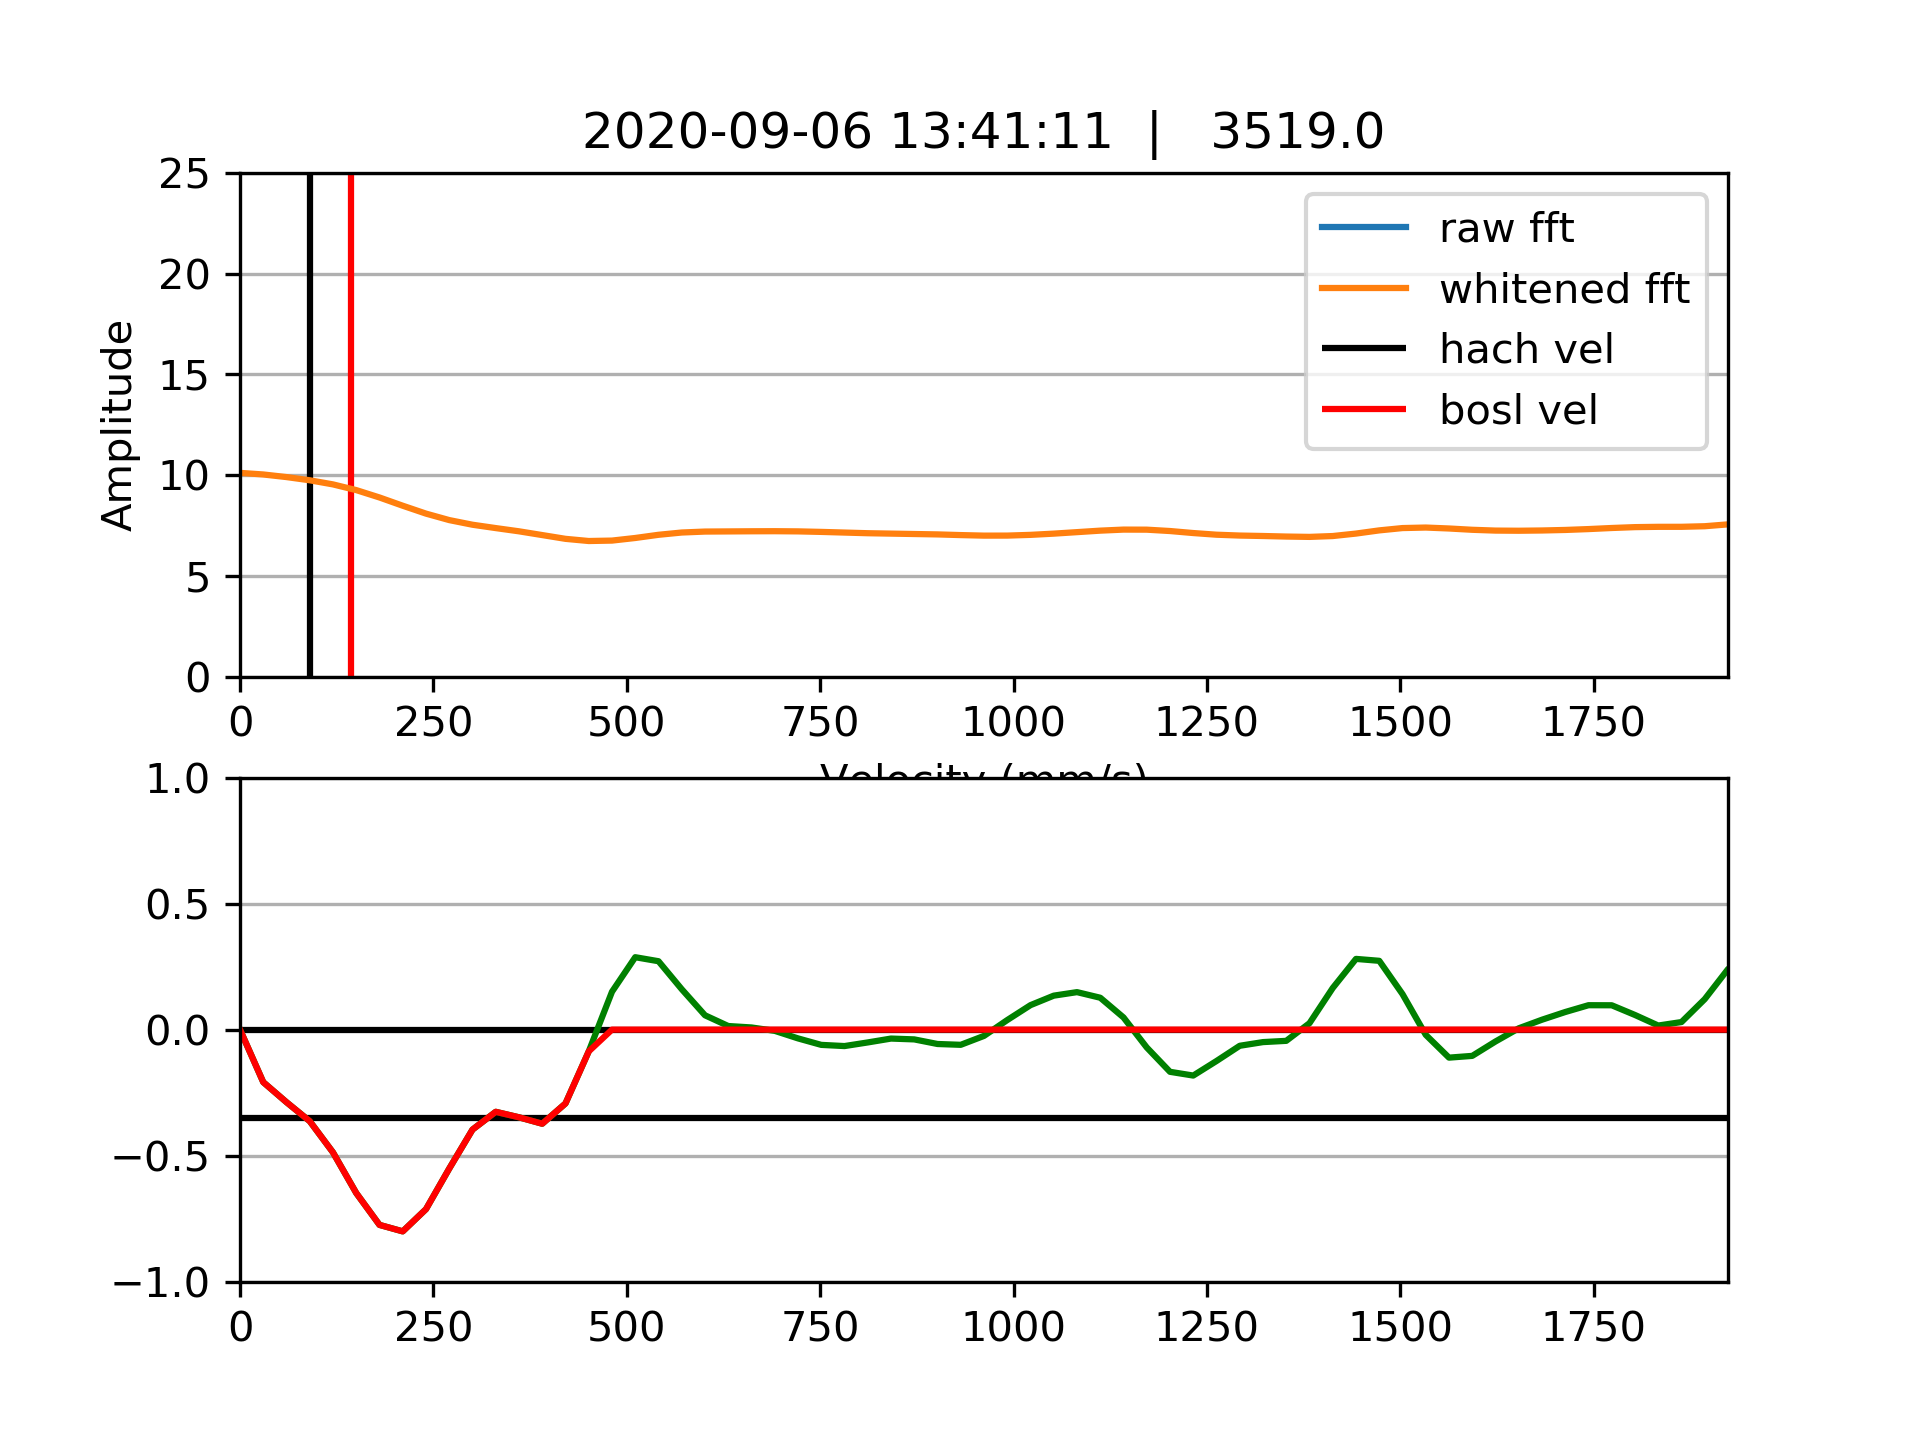 2020-09-06 13:41:11 | 3519.0
25
20
15
10
5
0
Amplitude
raw fft
whitened fft
hach vel
bosl vel
0 250 500 750 1000 1250 1500 1750
Velocity (mm/s)
1.0
0.5
0.0
−0.5
−1.0
0 250 500 750 1000 1250 1500 1750